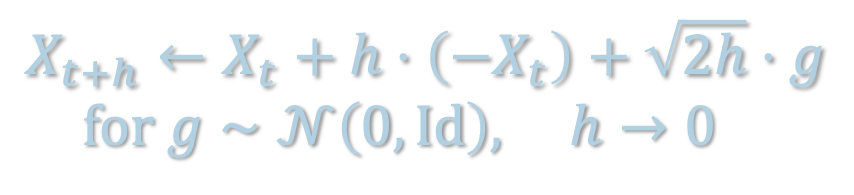 X_{t+h} ← X_t + h · (−X_t) + √2h · g
for g ~ 𝒩(0, Id),   h → 0